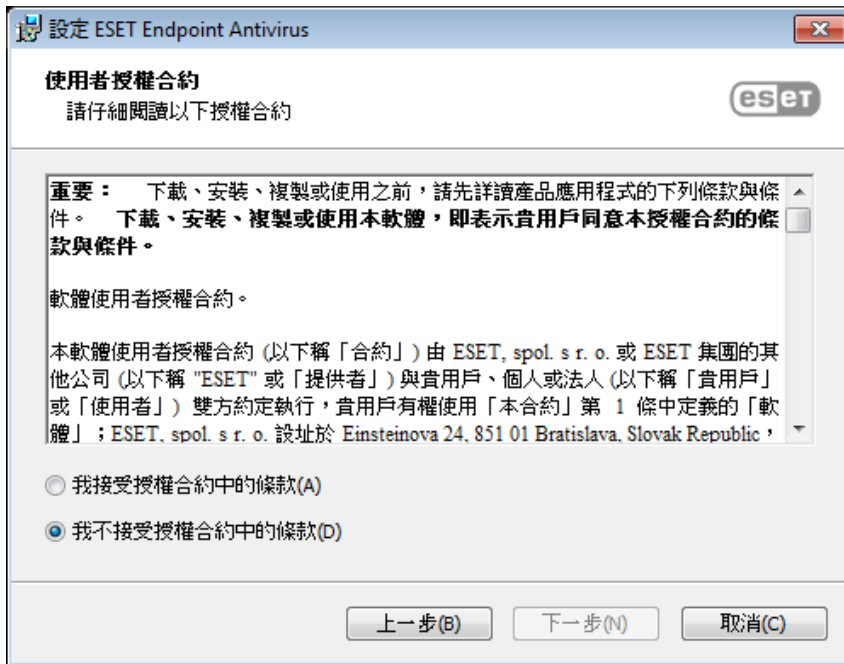 設定 ESET Endpoint Antivirus
使用者授權合約
請仔細閱讀以下授權合約
eseT
重要： 下載、安裝、複製或使用之前，請先詳讀產品應用程式的下列條款與條
件。 下載、安裝、複製或使用本軟體，即表示貴用戶同意本授權合約的條
款與條件。
軟體使用者授權合約。
本軟體使用者授權合約 (以下稱「合約」) 由 ESET, spol. s r. o. 或 ESET 集團的其
他公司 (以下稱 "ESET" 或「提供者」) 與貴用戶、個人或法人 (以下稱「貴用戶」
或「使用者」) 雙方約定執行，貴用戶有權使用「本合約」第 1 條中定義的「軟
體」；ESET, spol. s r. o. 設址於 Einsteinova 24, 851 01 Bratislava, Slovak Republic，
我接受授權合約中的條款(A)
我不接受授權合約中的條款(D)
上一步(B) 下一步(N) 取消(C)